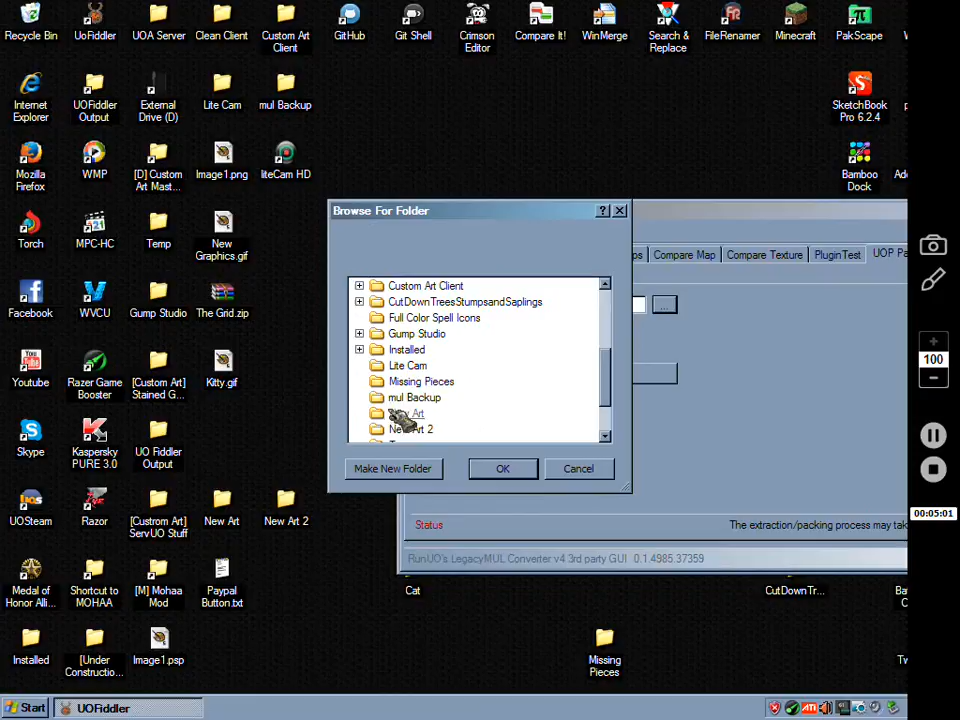 Recycle Bin
UoFiddler
UOA Server
Clean Client
Custom Art
Client
GitHub
Git Shell
Crimson
Editor
Compare It!
WinMerge
Search &
Replace
FileRenamer
Minecraft
PakScape
Internet
Explorer
UOFiddler
Output
External
Drive (D)
Lite Cam
mul Backup
SketchBook
Pro 6.2.4
Mozilla
Firefox
WMP
[D] Custom
Art Mast...
Image1.png
liteCam HD
Bamboo
Dock
Torch
MPC-HC
Temp
New
Graphics.gif
Facebook
WVCU
Gump Studio
The Grid.zip
Youtube
Razer Game
Booster
[Custom Art]
Stained G...
Kitty.gif
Skype
Kaspersky
PURE 3.0
UO Fiddler
Output
UOSteam
Razor
[Custrom Art]
ServUO Stuff
New Art
New Art 2
Medal of
Honor Alli...
Shortcut to
MOHAA
[M] Mohaa
Mod
Paypal
Button.txt
Installed
[Under
Constructio...
Image1.psp
Browse For Folder
Custom Art Client
CutDownTreesStumpsandSaplings
Full Color Spell Icons
Gump Studio
Installed
Lite Cam
Missing Pieces
mul Backup
Art
New Art 2
Make New Folder
OK
Cancel
Compare Map
Compare Texture
PluginTest
UOP Pa
...
Status
The extraction/packing process may tak
RunUO's LegacyMUL Converter v4 3rd party GUI 0.1.4985.37359
Cat
CutDownTr...
Missing
Pieces
100
00:05:01
Start
UOFiddler
ATI